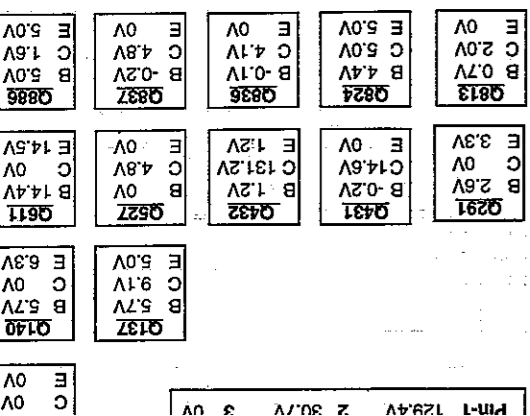 Pin-1 129.4V 2 30.7V 3 0V
C 0V
E 0V
Q137
B 5.7V
C 9.1V
E 5.0V
Q140
B 5.7V
C 0V
E 6.3V
Q291
B 2.6V
C 0V
E 3.3V
Q431
B -0.2V
C14.6V
E 0V
Q432
B 1.2V
C 131.2V
E 1.2V
Q527
B 0V
C 4.8V
E 0V
Q611
B 14.4V
C 0V
E 14.5V
Q813
B 0.7V
C 2.0V
E 0V
Q824
B 4.4V
C 5.0V
E 5.0V
Q836
B -0.1V
C 4.1V
E 0V
Q837
B -0.2V
C 4.8V
E 0V
Q886
B 5.0V
C 1.6V
E 5.0V